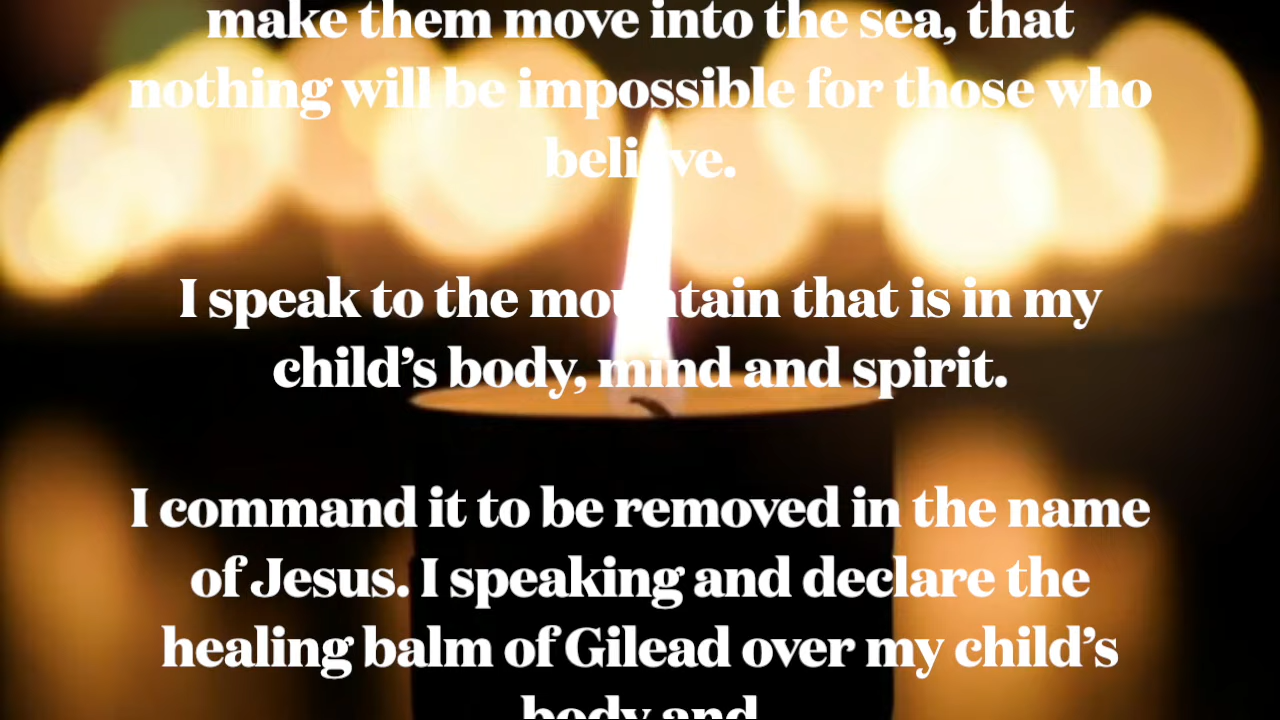 make them move into the sea, that
nothing will be impossible for those who
believe.
I speak to the mountain that is in my
child’s body, mind and spirit.
I command it to be removed in the name
of Jesus. I speaking and declare the
healing balm of Gilead over my child’s
body and